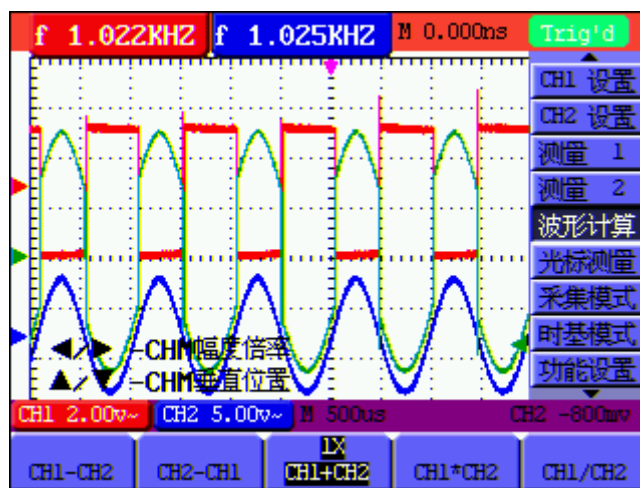 f 1.022KHZ f 1.025KHZ M 0.000ns Trig'd
CH1 设置
CH2 设置
测量 1
测量 2
波形计算
光标测量
采集模式
时基模式
功能设置
◀/▶ -CHM幅度倍率
▲/▼ -CHM垂直位置
CH1 2.00v~ CH2 5.00v~ M 500us CH2 -800mv
1X
CH1-CH2 CH2-CH1 CH1+CH2 CH1*CH2 CH1/CH2